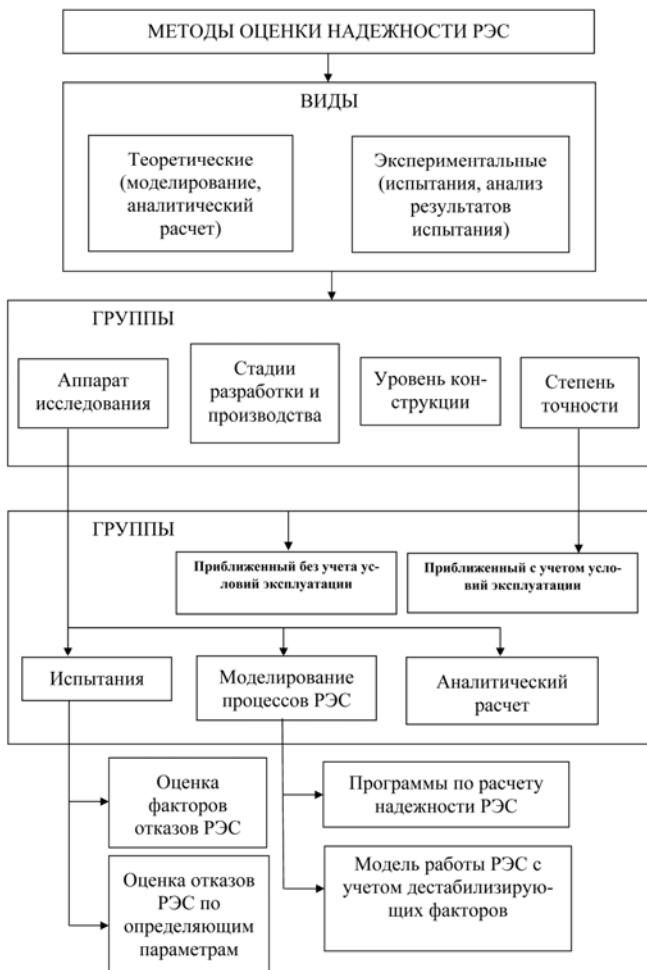 МЕТОДЫ ОЦЕНКИ НАДЕЖНОСТИ РЭС
ВИДЫ
Теоретические
(моделирование,
аналитический
расчет)
Экспериментальные
(испытания, анализ
результатов
испытания)
ГРУППЫ
Аппарат
исследования
Стадии
разработки и
производства
Уровень кон-
струкции
Степень
точности
ГРУППЫ
Приближенный без учета ус-
ловий эксплуатации
Приближенный с учетом усло-
вий эксплуатации
Испытания
Моделирование
процессов РЭС
Аналитический
расчет
Оценка
факторов
отказов РЭС
Программы по расчету
надежности РЭС
Оценка отказов
РЭС по
определяющим
параметрам
Модель работы РЭС с
учетом дестабилизирую-
щих факторов